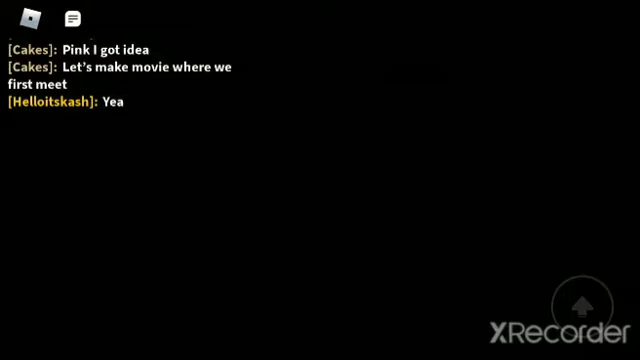 [Cakes]: Pink I got idea
[Cakes]: Let's make movie where we
first meet
[Helloitskash]: Yea
XRecorder